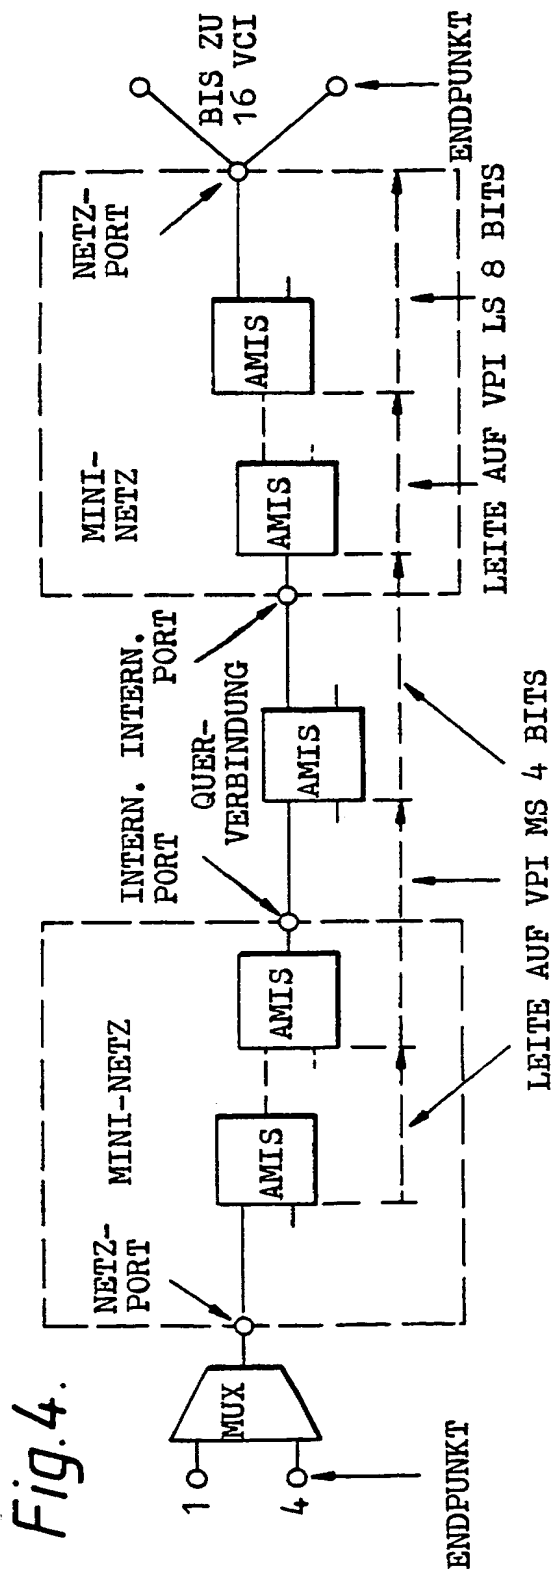 Fig.4.
1
4
MUX
ENDPUNKT
NETZ-
PORT
MINI-NETZ
AMIS
AMIS
INTERN.
PORT
QUER-
VERBINDUNG
AMIS
INTERN.
PORT
MINI-
NETZ
AMIS
AMIS
NETZ-
PORT
BIS ZU
16 VCI
ENDPUNKT
LEITE AUF VPI MS 4 BITS
LEITE AUF VPI LS 8 BITS